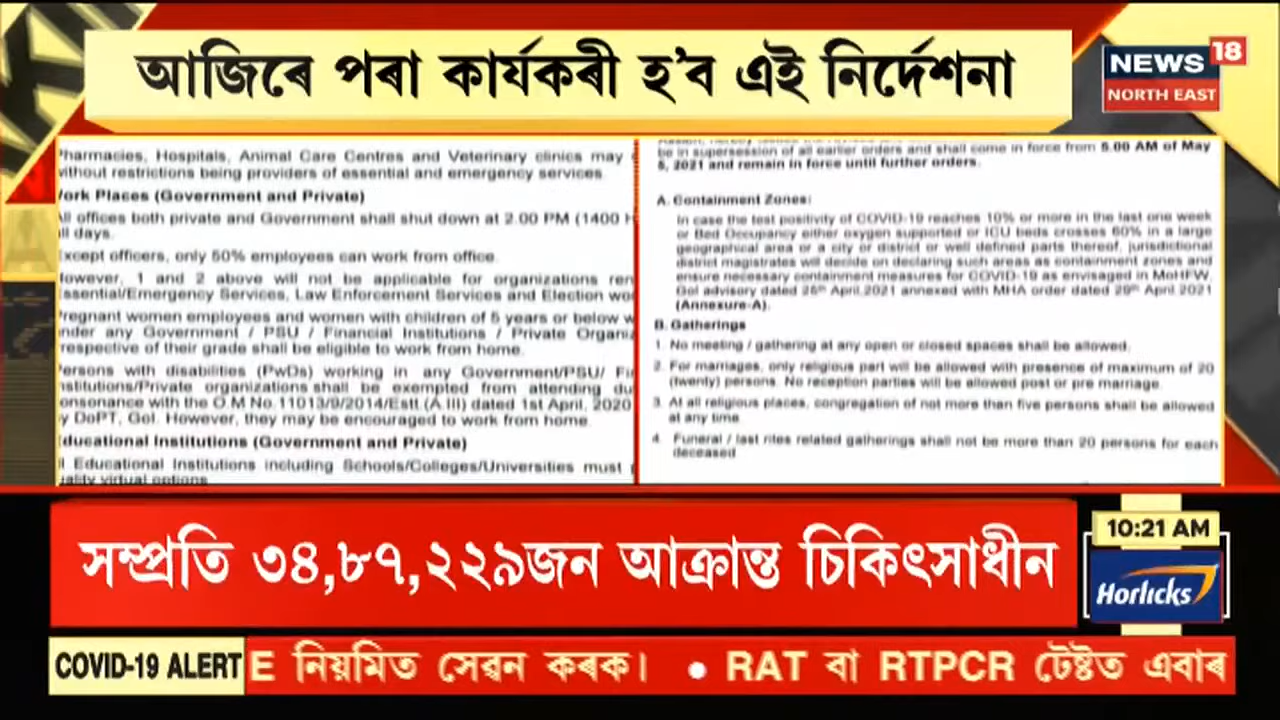 আজিৰে পৰা কাৰ্যকৰী হ'ব এই নিৰ্দেশনা
NEWS 18
NORTH EAST
Pharmacies, Hospitals, Animal Care Centres and Veterinary clinics may
without restrictions being providers of essential and emergency services.
Work Places (Government and Private)
All offices both private and Government shall shut down at 2.00 PM (1400 H
all days.
Except officers, only 50% employees can work from office.
However, 1 and 2 above will not be applicable for organizations ren
Essential/Emergency Services, Law Enforcement Services and Election wo
Pregnant women employees and women with children of 5 years or below w
under any Government / PSU / Financial Institutions / Private Organiz
respective of their grade shall be eligible to work from home.
Persons with disabilities (PwDs) working in any Government/PSU/ Fi
nstitutions/Private organizations shall be exempted from attending du
onsonance with the O.M No.11013/9/2014/Estt.(A.III) dated 1st April, 2020
y DoPT, GoI. However, they may be encouraged to work from home.
Educational Institutions (Government and Private)
ll Educational Institutions including Schools/Colleges/Universities must
uality virtual options
be in supersession of all earlier orders and shall come in force from 5.00 AM of May
5, 2021 and remain in force until further orders.
A. Containment Zones:
In case the test positivity of COVID-19 reaches 10% or more in the last one week
or Bed Occupancy either oxygen supported or ICU beds crosses 60% in a large
geographical area or a city or district or well defined parts thereof, jurisdictional
district magistrates will decide on declaring such areas as containment zones and
ensure necessary containment measures for COVID-19 as envisaged in MoHFW,
GoI advisory dated 25th April,2021 annexed with MHA order dated 29th April,2021
(Annexure-A).
B. Gatherings
1. No meeting / gathering at any open or closed spaces shall be allowed.
2. For marriages, only religious part will be allowed with presence of maximum of 20
(twenty) persons. No reception parties will be allowed post or pre marriage.
3. At all religious places, congregation of not more than five persons shall be allowed
at any time
4. Funeral / last rites related gatherings shall not be more than 20 persons for each
deceased
সম্প্ৰতি ৩৪,৮৭,২২৯জন আক্ৰান্ত চিকিৎসাধীন
10:21 AM
Horlicks
COVID-19 ALERT E নিয়মিত সেৱন কৰক। • RAT বা RTPCR টেষ্টত এবাৰ